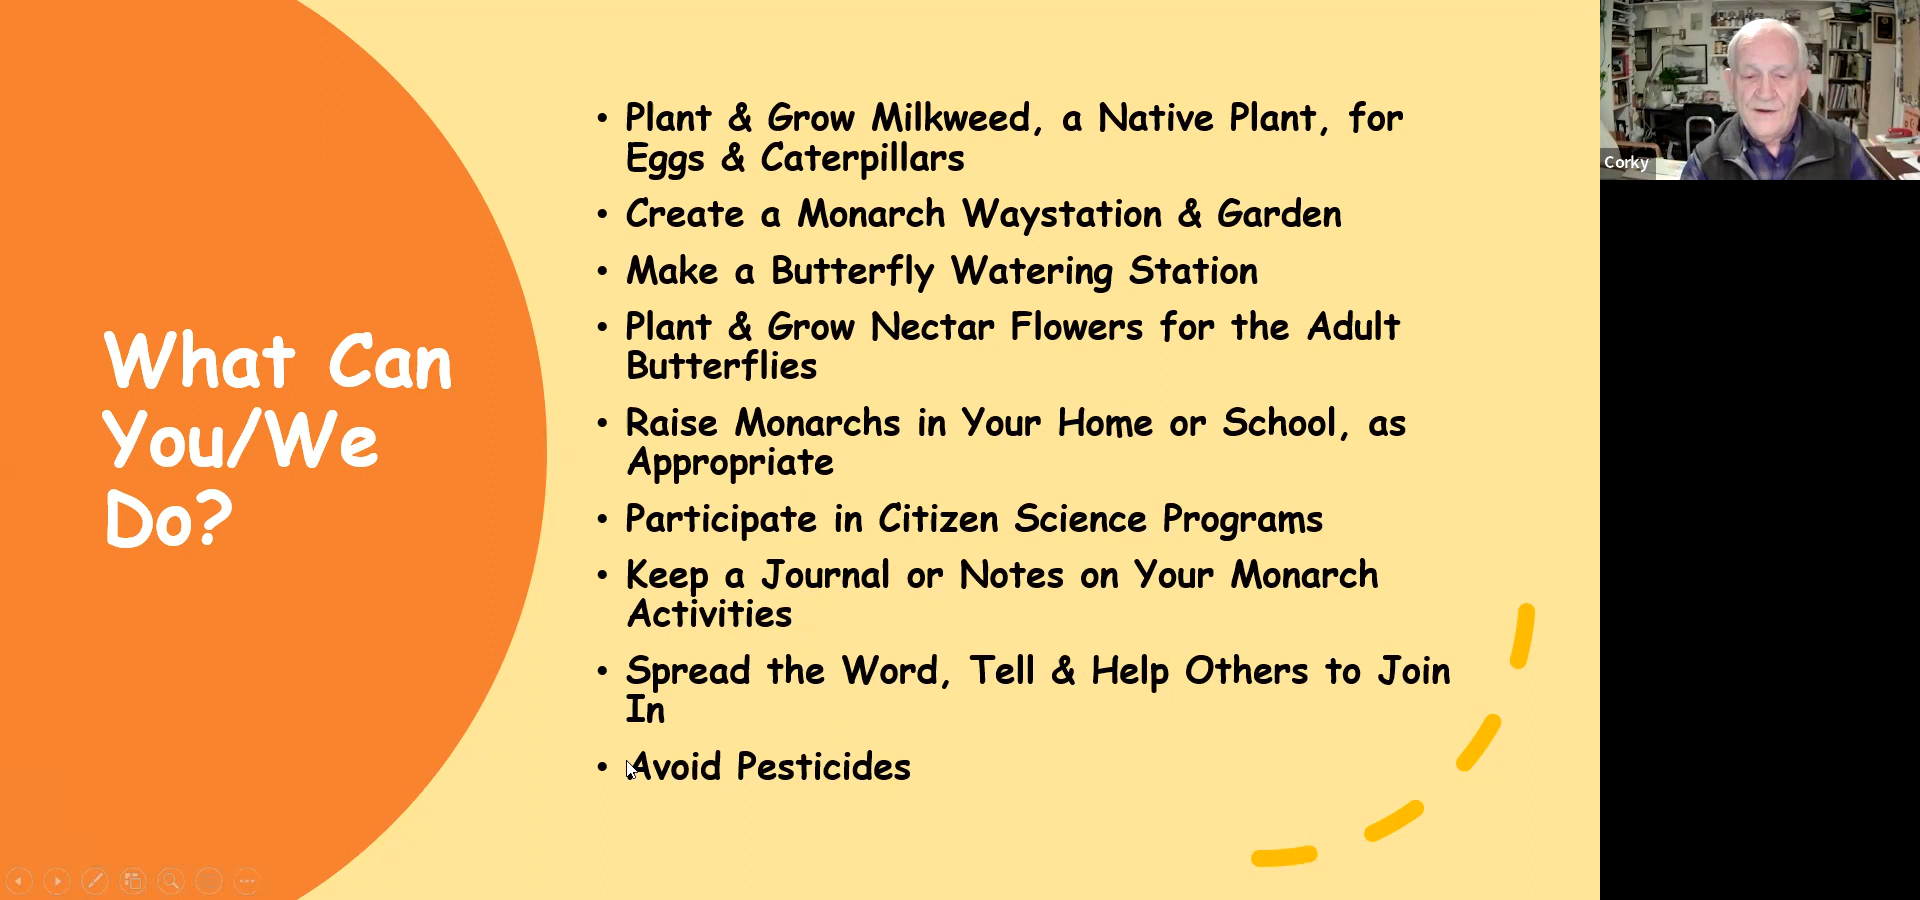 What Can
You/We
Do?
• Plant & Grow Milkweed, a Native Plant, for
Eggs & Caterpillars
• Create a Monarch Waystation & Garden
• Make a Butterfly Watering Station
• Plant & Grow Nectar Flowers for the Adult
Butterflies
• Raise Monarchs in Your Home or School, as
Appropriate
• Participate in Citizen Science Programs
• Keep a Journal or Notes on Your Monarch
Activities
• Spread the Word, Tell & Help Others to Join
In
• Avoid Pesticides
Corky